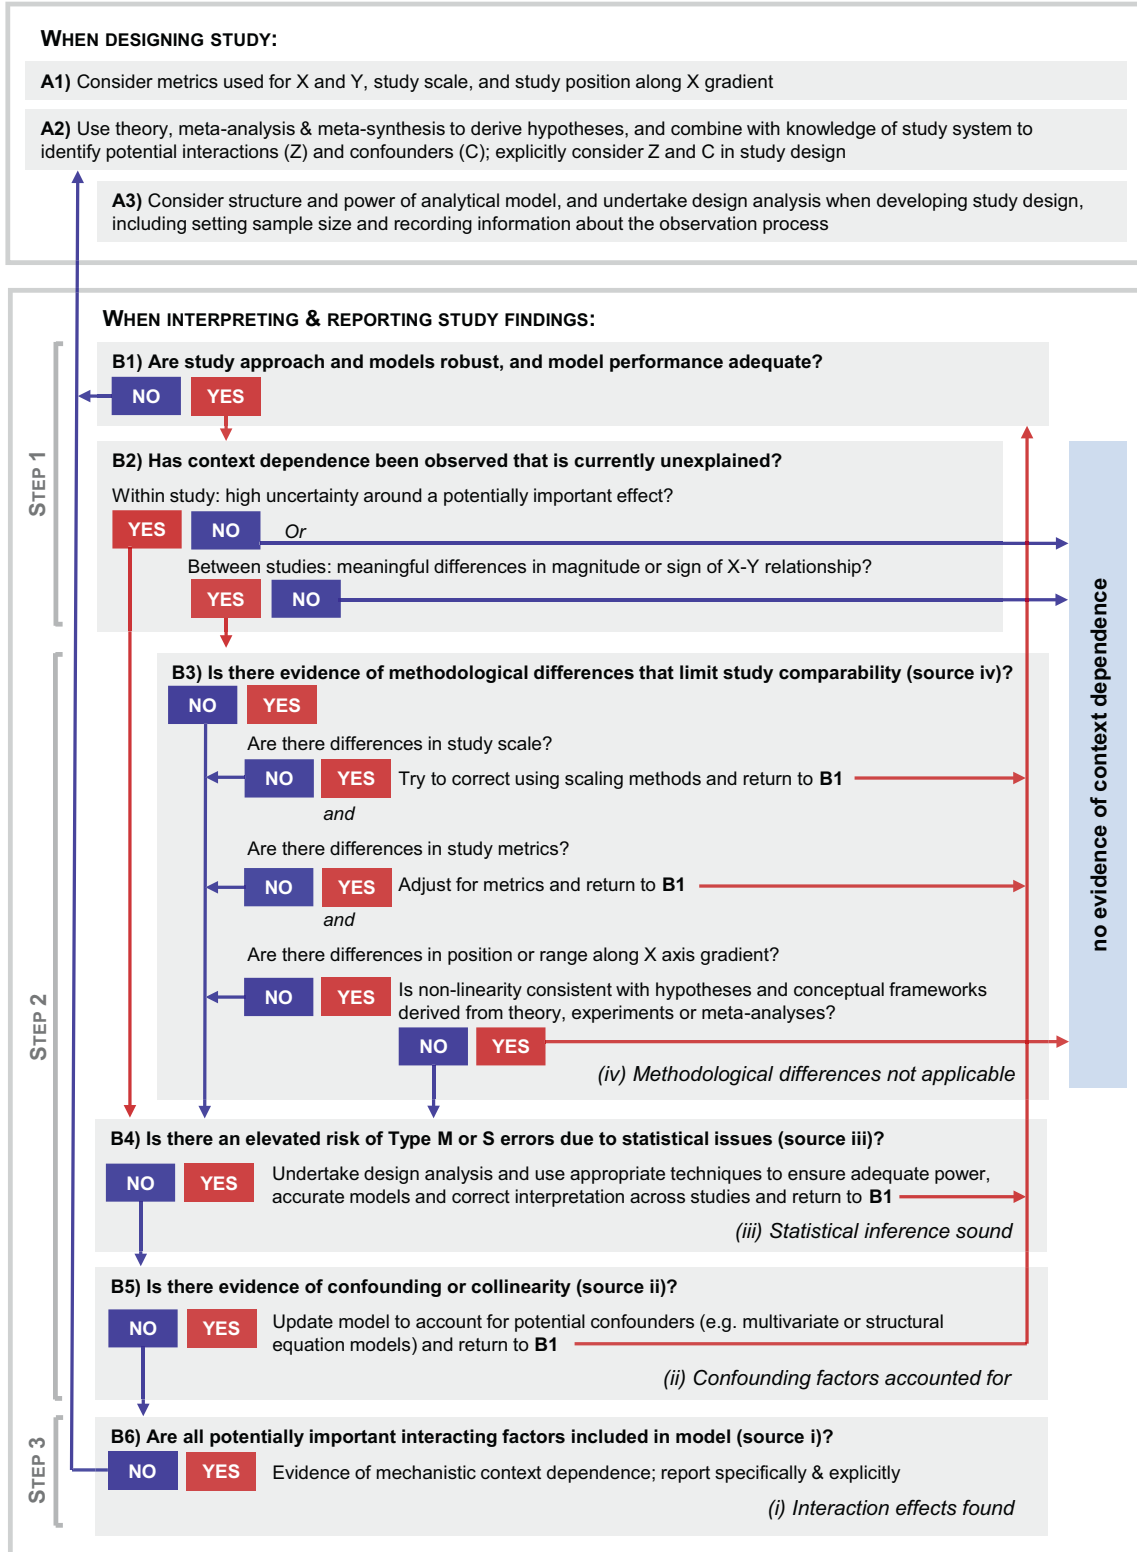 WHEN DESIGNING STUDY:
A1) Consider metrics used for X and Y, study scale, and study position along X gradient
A2) Use theory, meta-analysis & meta-synthesis to derive hypotheses, and combine with knowledge of study system to
identify potential interactions (Z) and confounders (C); explicitly consider Z and C in study design
A3) Consider structure and power of analytical model, and undertake design analysis when developing study design,
including setting sample size and recording information about the observation process
WHEN INTERPRETING & REPORTING STUDY FINDINGS:
STEP 1
B1) Are study approach and models robust, and model performance adequate?
NO YES
B2) Has context dependence been observed that is currently unexplained?
Within study: high uncertainty around a potentially important effect?
YES NO Or
Between studies: meaningful differences in magnitude or sign of X-Y relationship?
YES NO
no evidence of context dependence
STEP 2
B3) Is there evidence of methodological differences that limit study comparability (source iv)?
NO YES
Are there differences in study scale?
NO YES Try to correct using scaling methods and return to B1
and
Are there differences in study metrics?
NO YES Adjust for metrics and return to B1
and
Are there differences in position or range along X axis gradient?
NO YES Is non-linearity consistent with hypotheses and conceptual frameworks
derived from theory, experiments or meta-analyses?
NO YES
(iv) Methodological differences not applicable
B4) Is there an elevated risk of Type M or S errors due to statistical issues (source iii)?
NO YES Undertake design analysis and use appropriate techniques to ensure adequate power,
accurate models and correct interpretation across studies and return to B1
(iii) Statistical inference sound
B5) Is there evidence of confounding or collinearity (source ii)?
NO YES Update model to account for potential confounders (e.g. multivariate or structural
equation models) and return to B1
(ii) Confounding factors accounted for
STEP 3
B6) Are all potentially important interacting factors included in model (source i)?
NO YES Evidence of mechanistic context dependence; report specifically & explicitly
(i) Interaction effects found